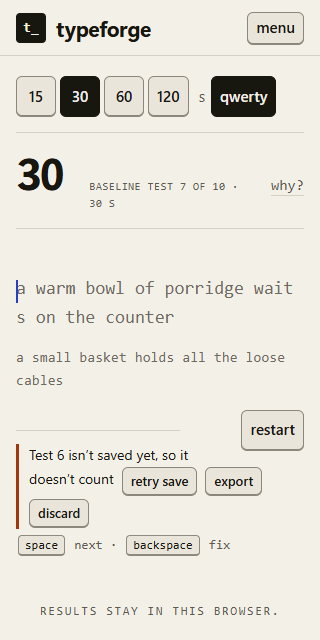 t_ typeforge menu
15 30 60 120 s qwerty
30 BASELINE TEST 7 OF 10 · why?
30 S
a warm bowl of porridge wait
s on the counter
a small basket holds all the loose
cables
restart
Test 6 isn’t saved yet, so it
doesn’t count retry save export
discard
space next · backspace fix
RESULTS STAY IN THIS BROWSER.